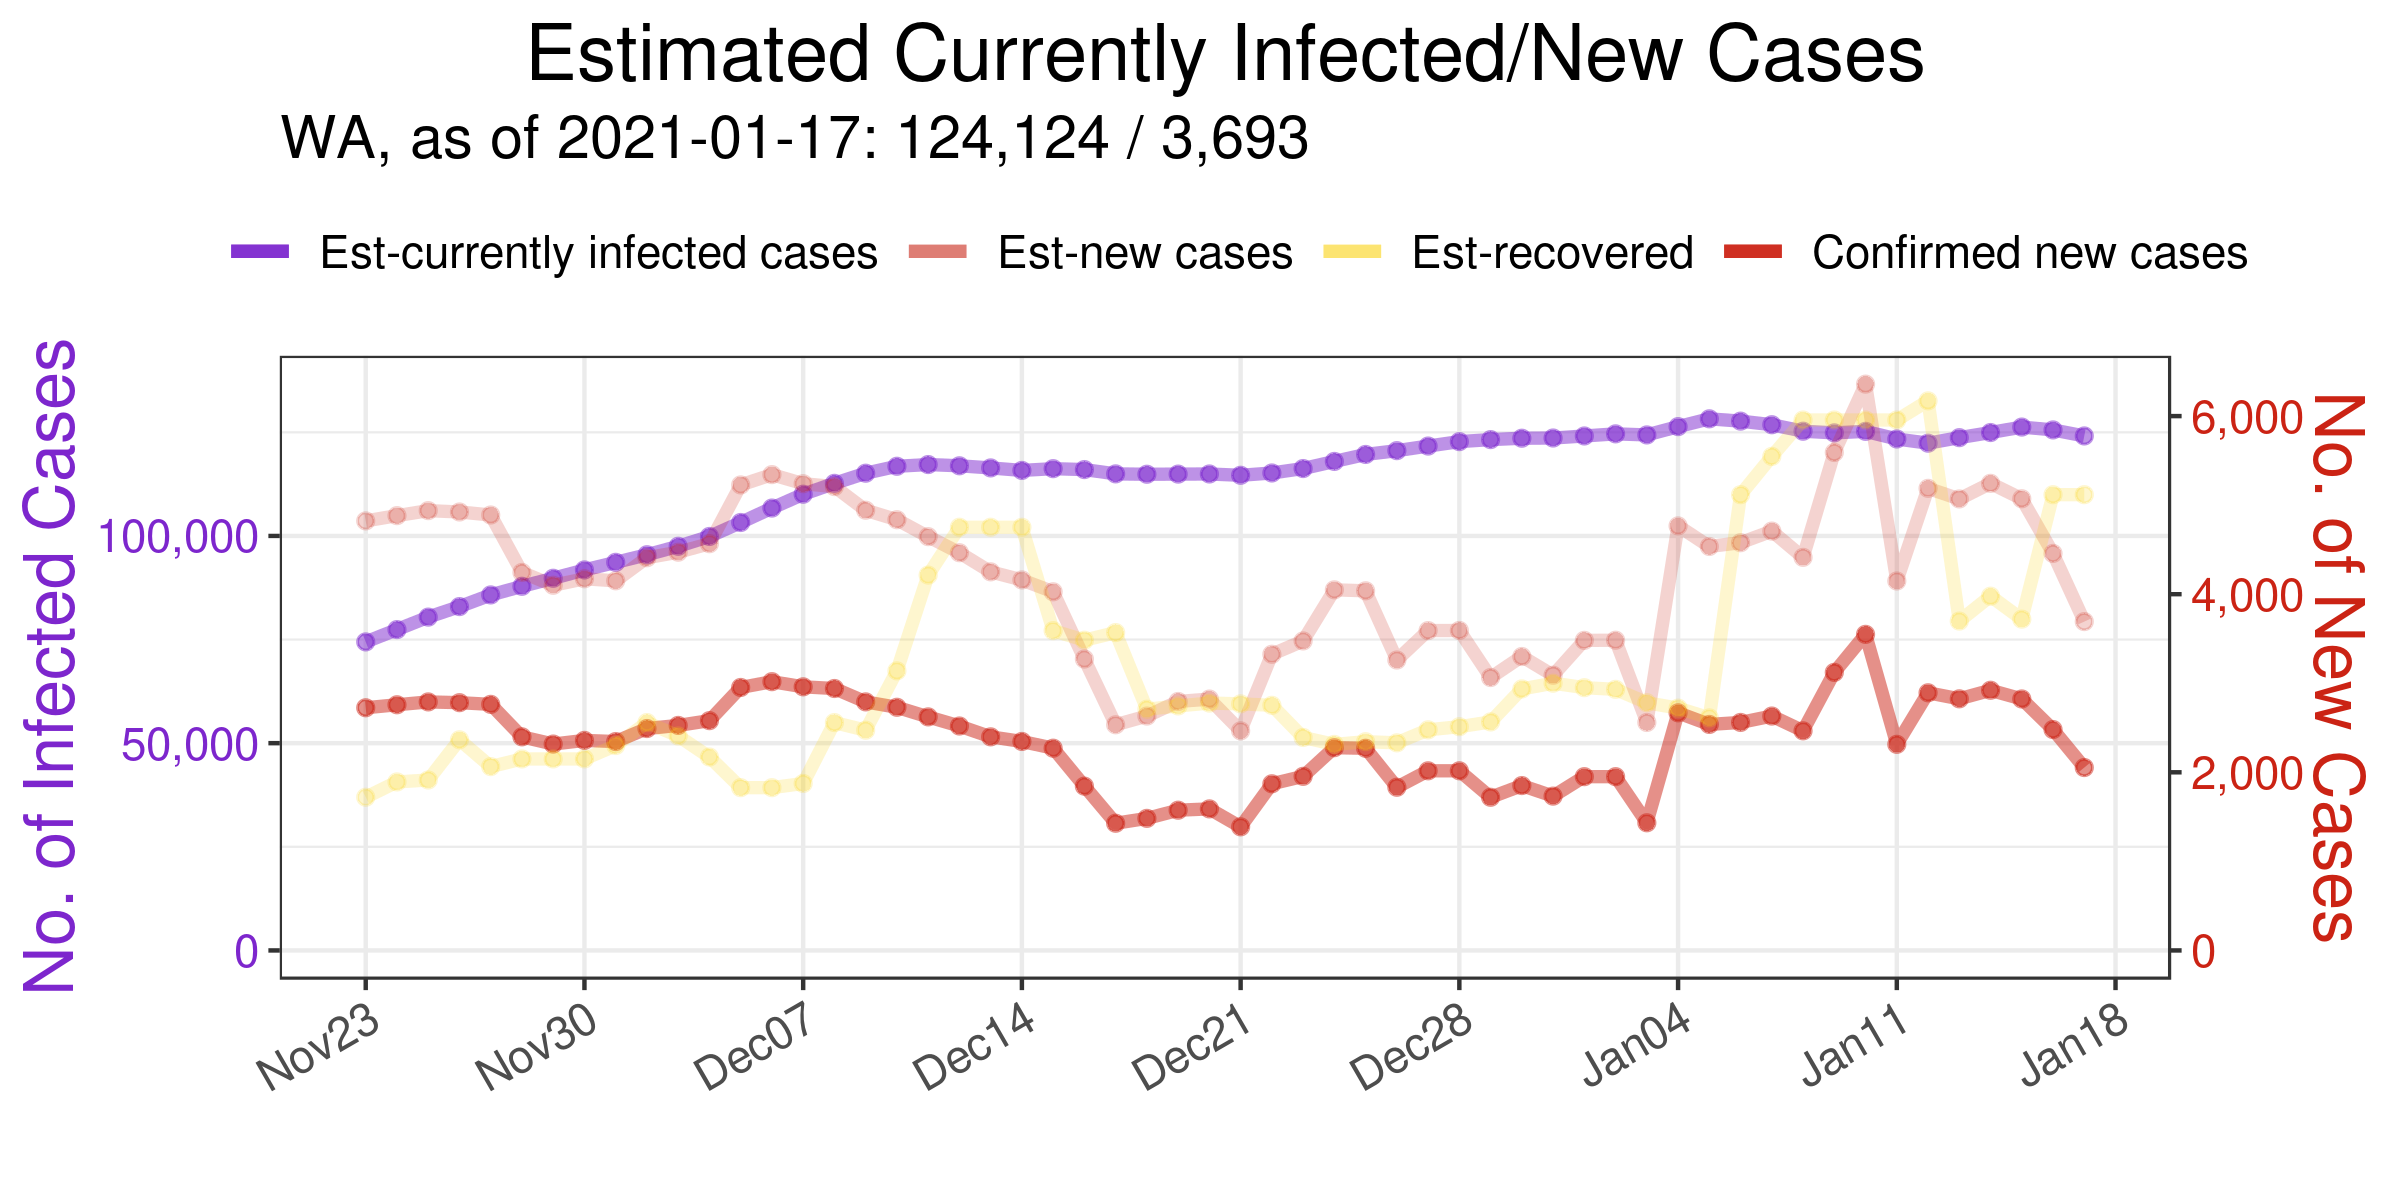 Estimated Currently Infected/New Cases
WA, as of 2021-01-17: 124,124 / 3,693
Est-currently infected cases Est-new cases Est-recovered Confirmed new cases
No. of Infected Cases
100,000
50,000
0
6,000
4,000
2,000
0
No. of New Cases
Nov23 Nov30 Dec07 Dec14 Dec21 Dec28 Jan04 Jan11 Jan18